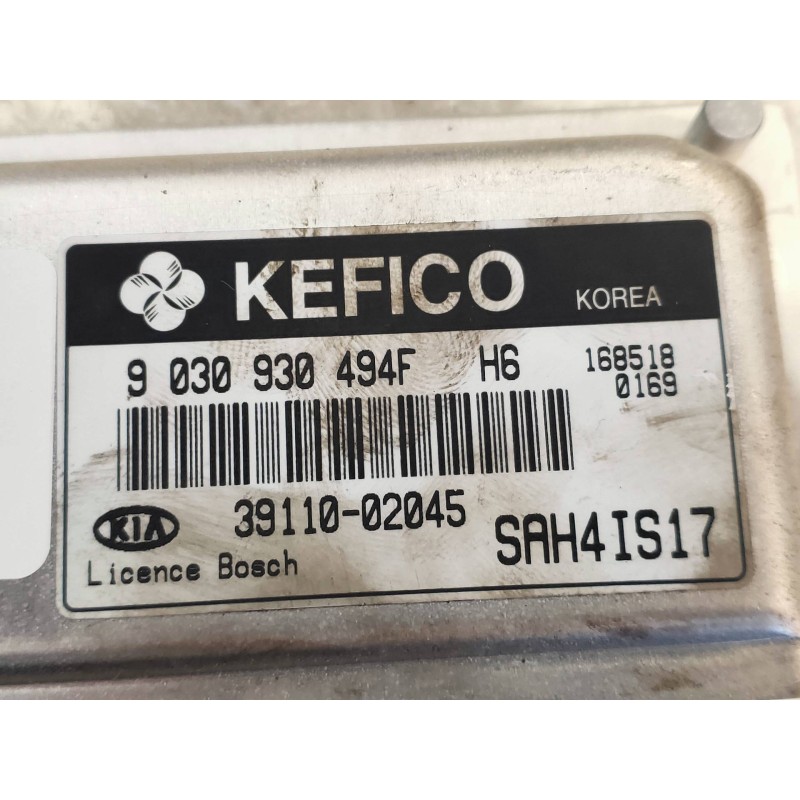 KEFICO KOREA
9 030 930 494F H6 168518
0169
39110-02045
KIA
SAH4IS17
Licence Bosch